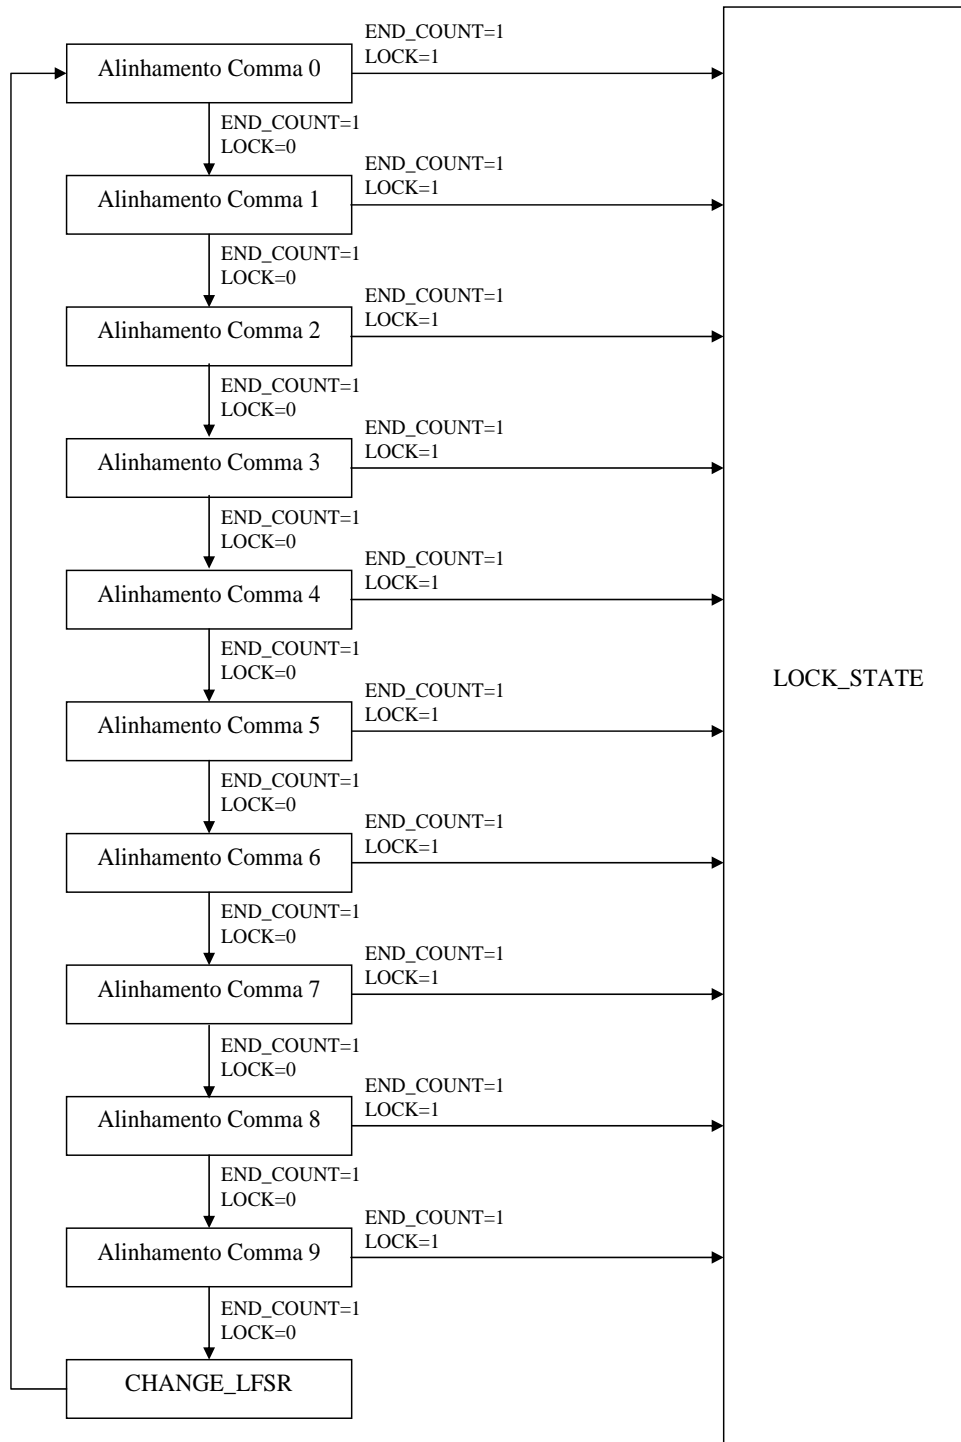 END_COUNT=1
LOCK=1
Alinhamento Comma 0
END_COUNT=1
LOCK=0
END_COUNT=1
LOCK=1
Alinhamento Comma 1
END_COUNT=1
LOCK=0
END_COUNT=1
LOCK=1
Alinhamento Comma 2
END_COUNT=1
LOCK=0
END_COUNT=1
LOCK=1
Alinhamento Comma 3
END_COUNT=1
LOCK=0
END_COUNT=1
LOCK=1
Alinhamento Comma 4
END_COUNT=1
LOCK=0
LOCK_STATE
END_COUNT=1
LOCK=1
Alinhamento Comma 5
END_COUNT=1
LOCK=0
END_COUNT=1
LOCK=1
Alinhamento Comma 6
END_COUNT=1
LOCK=0
END_COUNT=1
LOCK=1
Alinhamento Comma 7
END_COUNT=1
LOCK=0
END_COUNT=1
LOCK=1
Alinhamento Comma 8
END_COUNT=1
LOCK=0
END_COUNT=1
LOCK=1
Alinhamento Comma 9
END_COUNT=1
LOCK=0
CHANGE_LFSR